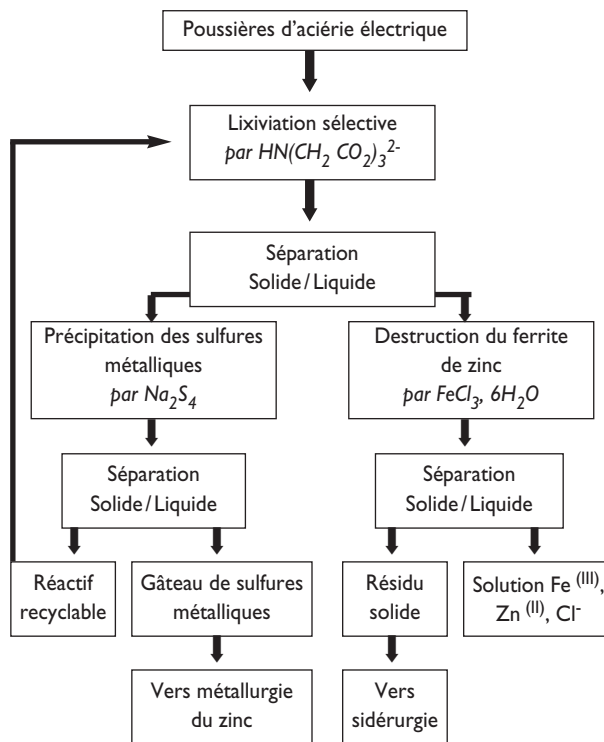 Poussières d'aciérie électrique
Lixiviation sélective
par HN(CH₂ CO₂)₃²⁻
Séparation
Solide/Liquide
Précipitation des sulfures
métalliques
par Na₂S₄
Destruction du ferrite
de zinc
par FeCl₃, 6H₂O
Séparation
Solide/Liquide
Séparation
Solide/Liquide
Réactif
recyclable
Gâteau de sulfures
métalliques
Résidu
solide
Solution Fe (III),
Zn (II), Cl⁻
Vers métallurgie
du zinc
Vers
sidérurgie